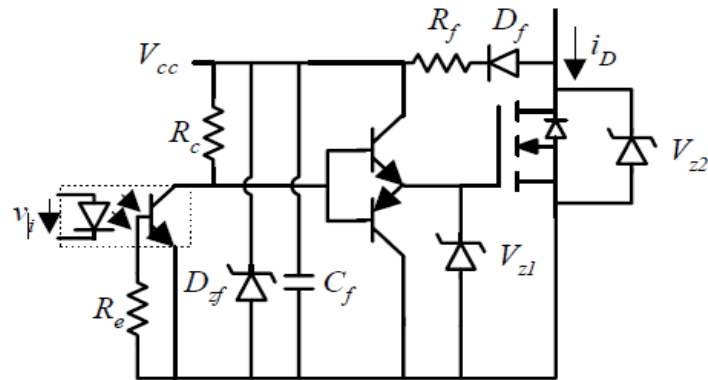 R_f D_f
V_cc i_D
R_c
V_z2
v_i
V_z1
D_zf C_f
R_e